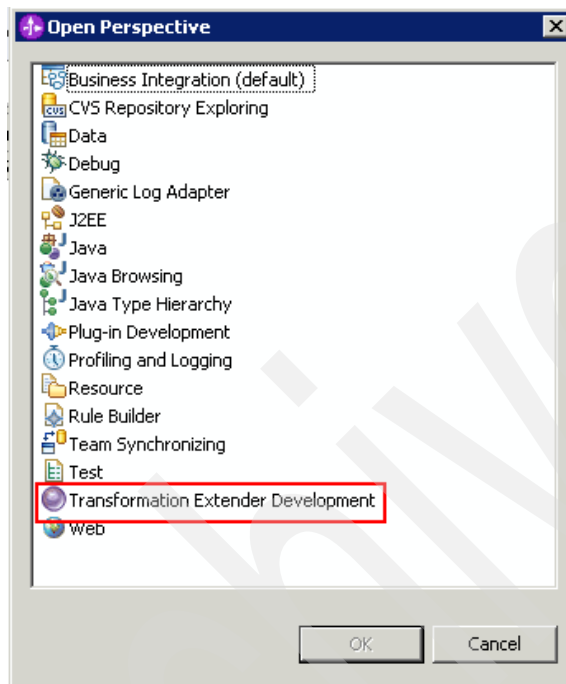 Open Perspective
Business Integration (default)
CVS Repository Exploring
Data
Debug
Generic Log Adapter
J2EE
Java
Java Browsing
Java Type Hierarchy
Plug-in Development
Profiling and Logging
Resource
Rule Builder
Team Synchronizing
Test
Transformation Extender Development
Web
OK Cancel